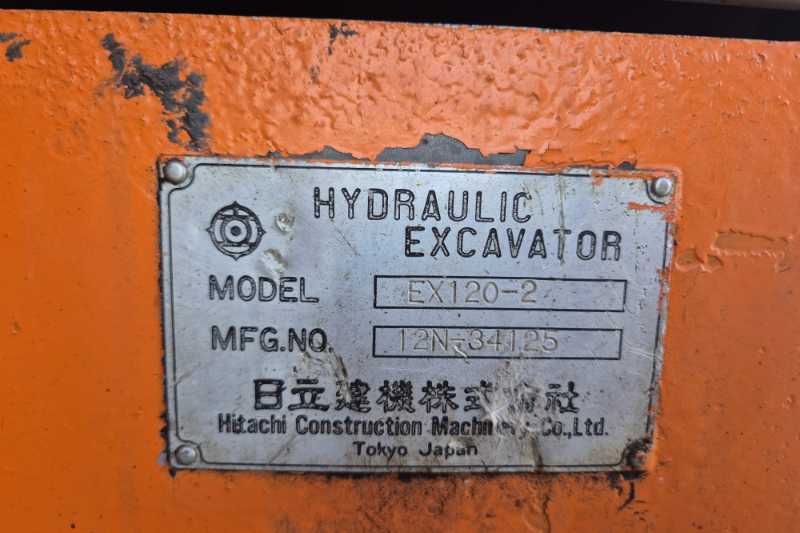 HYDRAULIC
EXCAVATOR
MODEL EX120-2
MFG.NO. 12N-34125
日立建機株式会社
Hitachi Construction Machinery Co.,Ltd.
Tokyo Japan